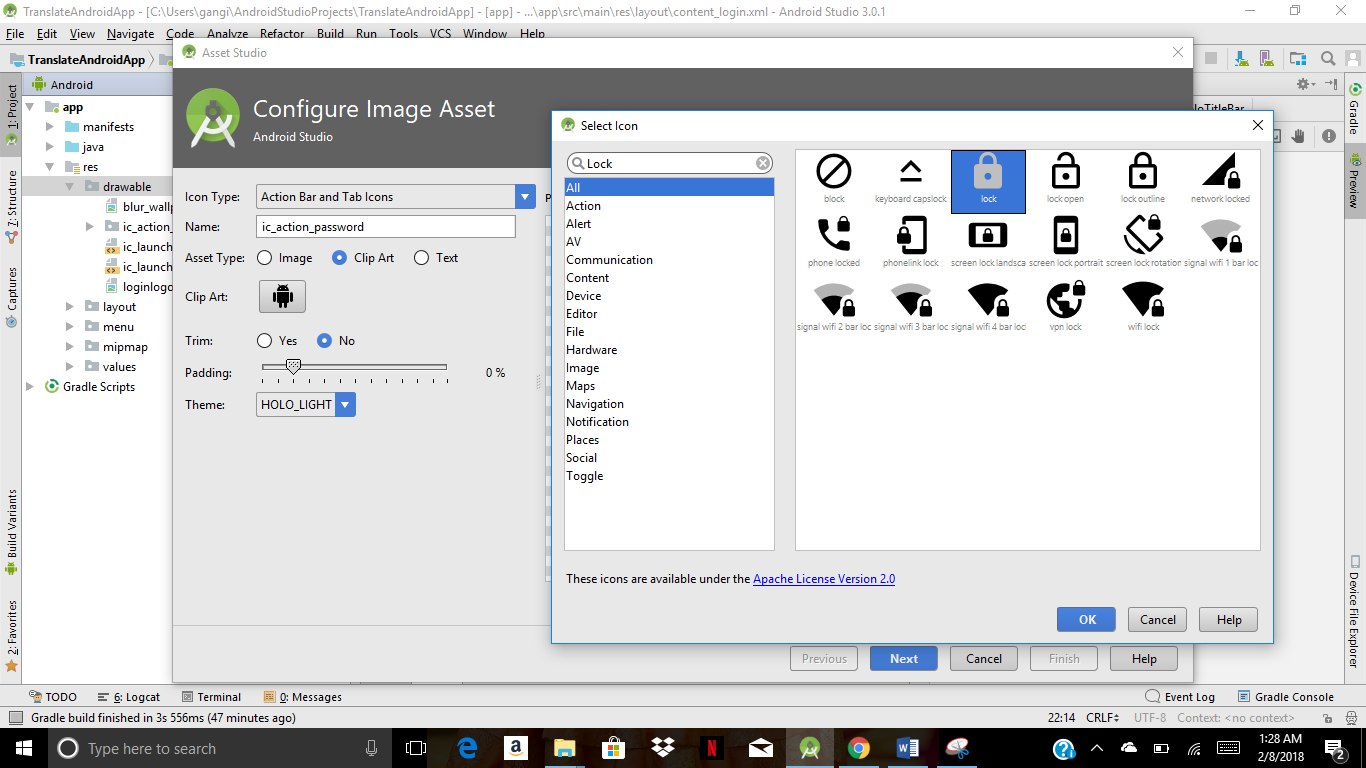 TranslateAndroidApp - [C:\Users\gangi\AndroidStudioProjects\TranslateAndroidApp] - [app] - ...\app\src\main\res\layout\content_login.xml - Android Studio 3.0.1
File Edit View Navigate Code Analyze Refactor Build Run Tools VCS Window Help
TranslateAndroidApp
Asset Studio
Android
1: Project
7: Structure
Captures
Build Variants
2: Favorites
app
manifests
java
res
drawable
blur_wallp
ic_action_
ic_launch
ic_launch
loginlogo
layout
menu
mipmap
values
Gradle Scripts
Configure Image Asset
Android Studio
Icon Type: Action Bar and Tab Icons
Name: ic_action_password
Asset Type: Image Clip Art Text
Clip Art:
Trim: Yes No
Padding: 0 %
Theme: HOLO_LIGHT
Select Icon
Lock
All
Action
Alert
AV
Communication
Content
Device
Editor
File
Hardware
Image
Maps
Navigation
Notification
Places
Social
Toggle
block keyboard capslock lock lock open lock outline network locked
phone locked phonelink lock screen lock landsca screen lock portrait screen lock rotation signal wifi 1 bar loc
signal wifi 2 bar loc signal wifi 3 bar loc signal wifi 4 bar loc vpn lock wifi lock
These icons are available under the Apache License Version 2.0
OK Cancel Help
Previous Next Cancel Finish Help
NoTitleBar
Gradle
Preview
Device File Explorer
TODO 6: Logcat Terminal 0: Messages Event Log Gradle Console
Gradle build finished in 3s 556ms (47 minutes ago) 22:14 CRLF UTF-8 Context: <no context>
Type here to search
1:28 AM
2/8/2018
2